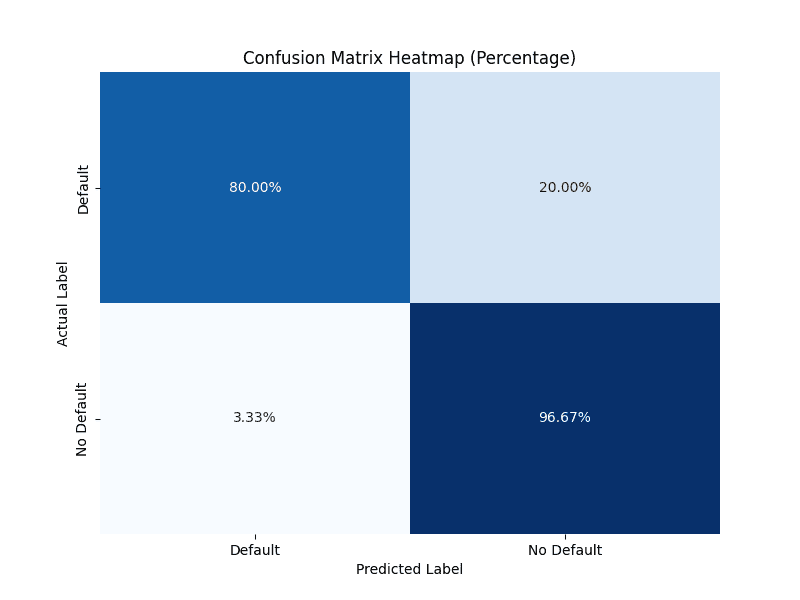 Confusion Matrix Heatmap (Percentage)
Actual Label
Default
80.00%
20.00%
No Default
3.33%
96.67%
Default
No Default
Predicted Label